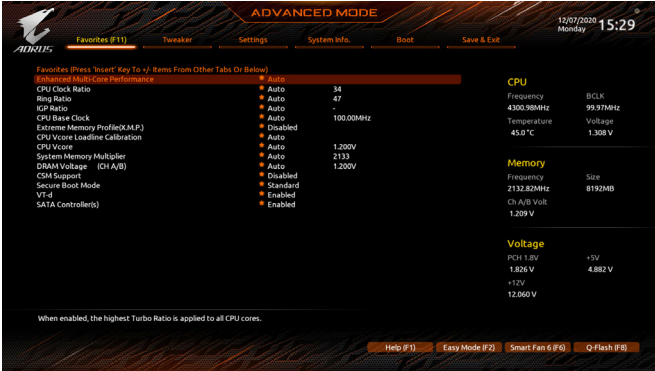 ADVANCED MODE
12/07/2020 15:29
Monday
AORUS
Favorites (F11) Tweaker Settings System Info. Boot Save & Exit
Favorites (Press 'Insert' Key To +/- Items From Other Tabs Or Below)
Enhanced Multi-Core Performance Auto
CPU Clock Ratio Auto 34
Ring Ratio Auto 47
IGP Ratio Auto -
CPU Base Clock Auto 100.00MHz
Extreme Memory Profile(X.M.P.) Disabled
CPU Vcore Loadline Calibration Auto
CPU Vcore Auto 1.200V
System Memory Multiplier Auto 2133
DRAM Voltage (CH A/B) Auto 1.200V
CSM Support Disabled
Secure Boot Mode Standard
VT-d Enabled
SATA Controller(s) Enabled
CPU
Frequency BCLK
4300.98MHz 99.97MHz
Temperature Voltage
45.0 °C 1.308 V
Memory
Frequency Size
2132.82MHz 8192MB
Ch A/B Volt
1.209 V
Voltage
PCH 1.8V +5V
1.826 V 4.882 V
+12V
12.060 V
When enabled, the highest Turbo Ratio is applied to all CPU cores.
Help (F1) Easy Mode (F2) Smart Fan 6 (F6) Q-Flash (F8)